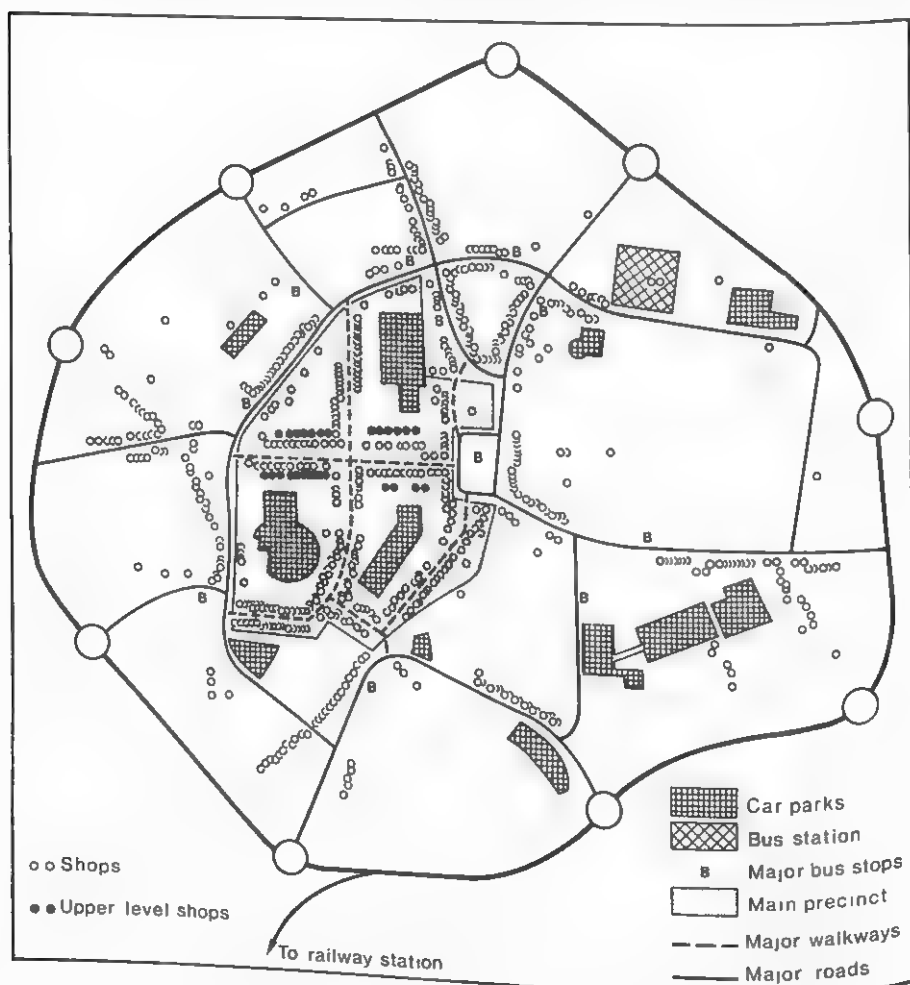 B
B
B
B
B
B
B
B
B
B
B
B
Shops
Upper level shops
To railway station
Car parks
Bus station
B Major bus stops
Main precinct
Major walkways
Major roads